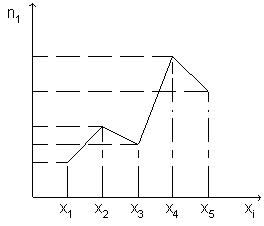 n₁
x₁ x₂ x₃ x₄ x₅ xᵢ